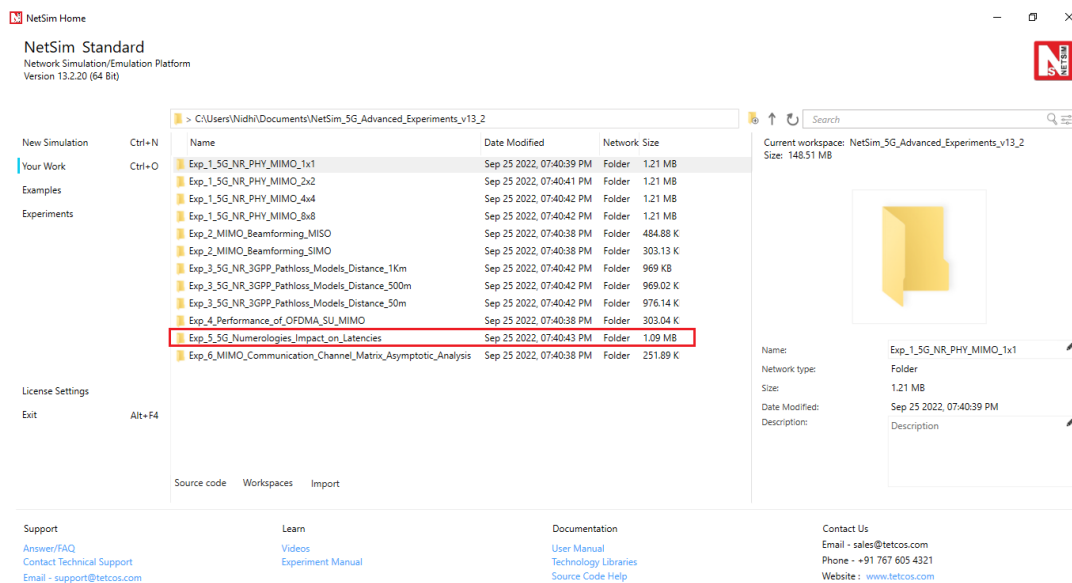 NetSim Home
NetSim Standard
Network Simulation/Emulation Platform
Version 13.2.20 (64 Bit)
NETSIM
> C:\Users\Nidhi\Documents\NetSim_5G_Advanced_Experiments_v13_2
Search
New Simulation Ctrl+N
Your Work Ctrl+O
Examples
Experiments
License Settings
Exit Alt+F4
Name Date Modified Network Size
Exp_1_5G_NR_PHY_MIMO_1x1 Sep 25 2022, 07:40:39 PM Folder 1.21 MB
Exp_1_5G_NR_PHY_MIMO_2x2 Sep 25 2022, 07:40:41 PM Folder 1.21 MB
Exp_1_5G_NR_PHY_MIMO_4x4 Sep 25 2022, 07:40:42 PM Folder 1.21 MB
Exp_1_5G_NR_PHY_MIMO_8x8 Sep 25 2022, 07:40:42 PM Folder 1.21 MB
Exp_2_MIMO_Beamforming_MISO Sep 25 2022, 07:40:38 PM Folder 484.88 K
Exp_2_MIMO_Beamforming_SIMO Sep 25 2022, 07:40:38 PM Folder 303.13 K
Exp_3_5G_NR_3GPP_Pathloss_Models_Distance_1Km Sep 25 2022, 07:40:42 PM Folder 969 KB
Exp_3_5G_NR_3GPP_Pathloss_Models_Distance_500m Sep 25 2022, 07:40:42 PM Folder 969.02 K
Exp_3_5G_NR_3GPP_Pathloss_Models_Distance_50m Sep 25 2022, 07:40:42 PM Folder 976.14 K
Exp_4_Performance_of_OFDMA_SU_MIMO Sep 25 2022, 07:40:38 PM Folder 303.04 K
Exp_5_5G_Numerologies_Impact_on_Latencies Sep 25 2022, 07:40:43 PM Folder 1.09 MB
Exp_6_MIMO_Communication_Channel_Matrix_Asymptotic_Analysis Sep 25 2022, 07:40:38 PM Folder 251.89 K
Source code Workspaces Import
Current workspace: NetSim_5G_Advanced_Experiments_v13_2
Size: 148.51 MB
Name: Exp_1_5G_NR_PHY_MIMO_1x1
Network type: Folder
Size: 1.21 MB
Date Modified: Sep 25 2022, 07:40:39 PM
Description: Description
Support
Answer/FAQ
Contact Technical Support
Email - support@tetcos.com
Learn
Videos
Experiment Manual
Documentation
User Manual
Technology Libraries
Source Code Help
Contact Us
Email - sales@tetcos.com
Phone - +91 767 605 4321
Website : www.tetcos.com